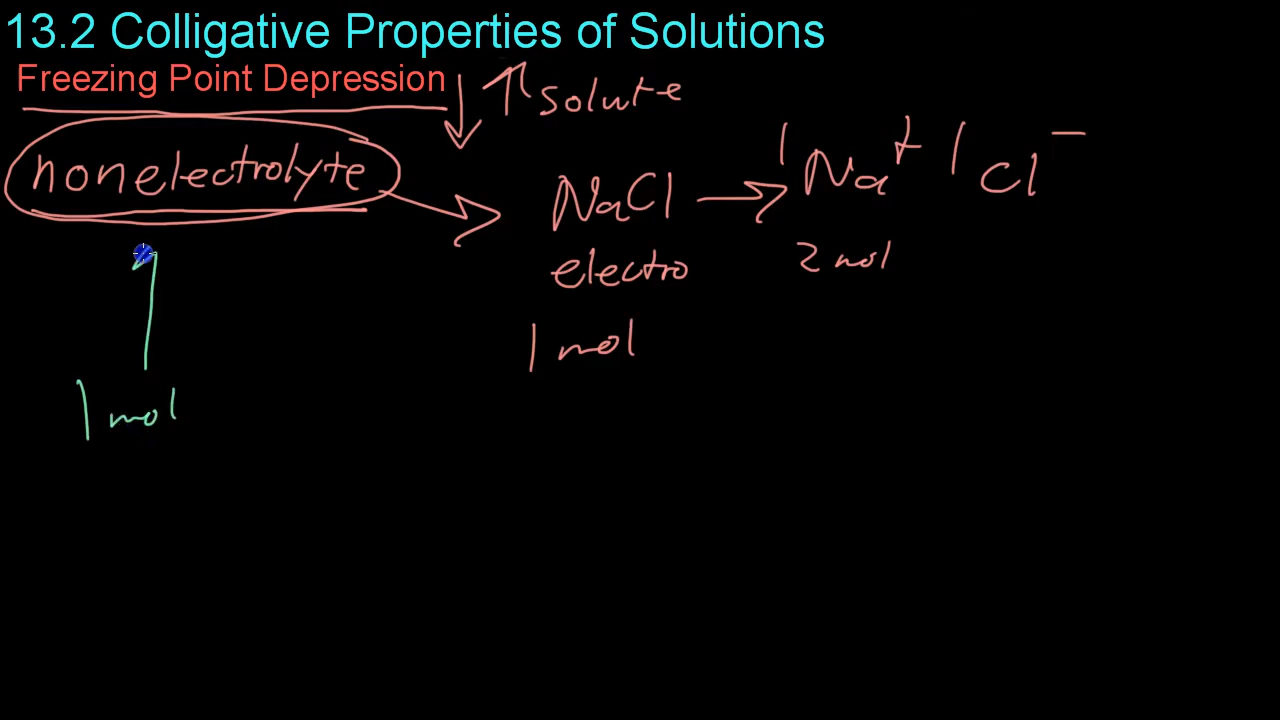 13.2 Colligative Properties of Solutions
Freezing Point Depression ↓ ↑ solute
nonelectrolyte → NaCl → 1 Na⁺ 1 Cl⁻
electro 2 mol
1 mol
1 mol